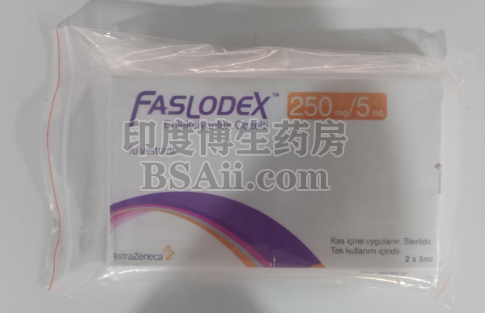 FASLODEX™ 250 mg/5 mL
印度博生药房
BSAii.com
AstraZeneca
Kas içine uygulanır. Sterildir.
Tek kullanım içindir.
2 x 5ml